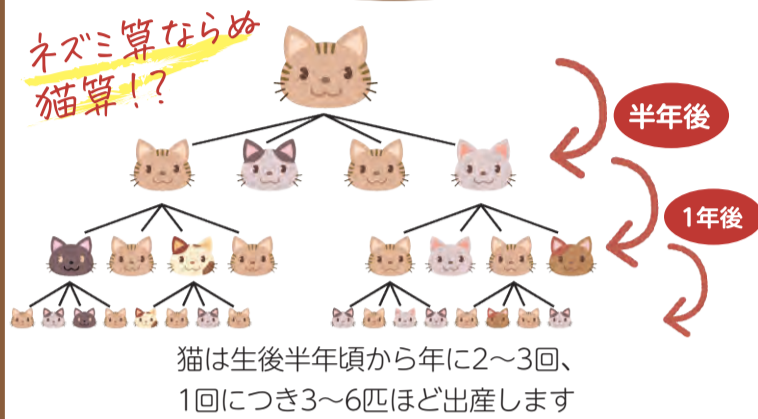 ネズミ算ならぬ
猫算!?
半年後
1年後
猫は生後半年頃から年に2〜3回、
1回につき3〜6匹ほど出産します